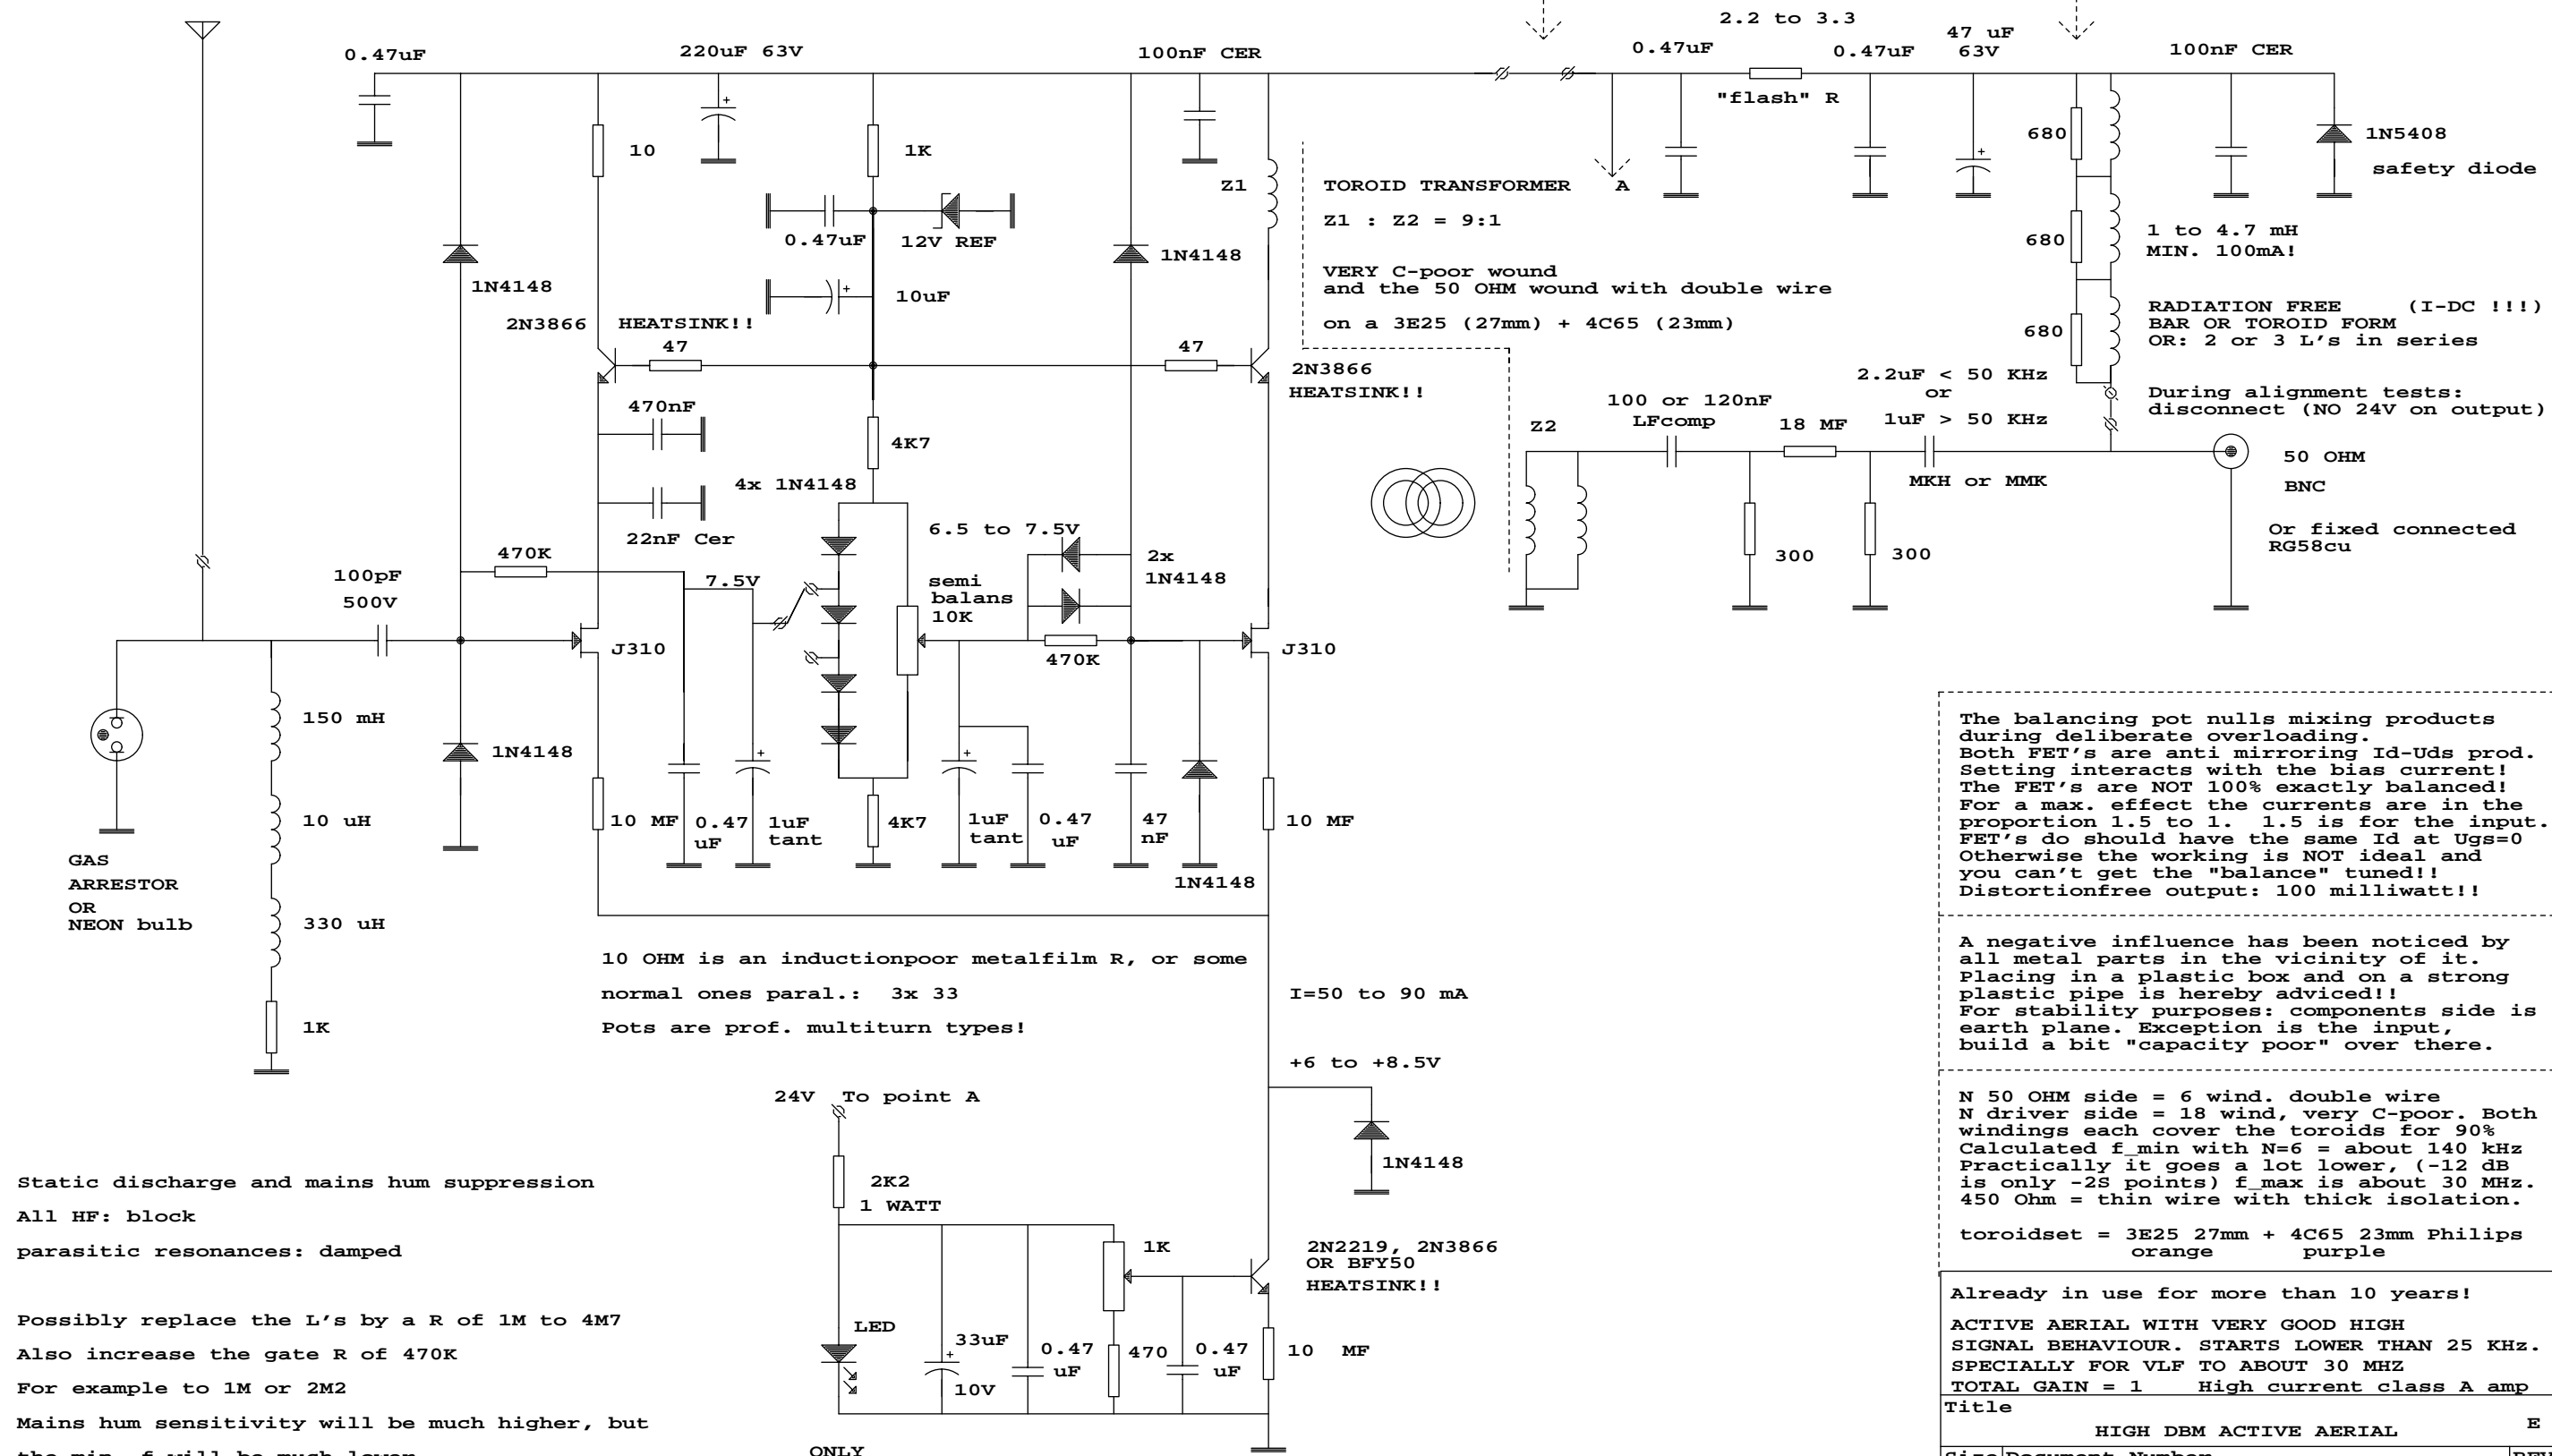 2.2 to 3.3
0.47uF
220uF 63V
100nF CER
0.47uF
0.47uF
47 uF
63V
100nF CER
"flash" R
10
1K
Z1
TOROID TRANSFORMER
A
680
1N5408
safety diode
Z1 : Z2 = 9:1
0.47uF
12V REF
1N4148
680
1 to 4.7 mH
MIN. 100mA!
VERY C-poor wound
and the 50 OHM wound with double wire
1N4148
10uF
on a 3E25 (27mm) + 4C65 (23mm)
RADIATION FREE (I-DC !!!)
BAR OR TOROID FORM
OR: 2 or 3 L's in series
680
2N3866
HEATSINK!!
47
47
2N3866
HEATSINK!!
2.2uF < 50 KHz
or
1uF > 50 KHz
During alignment tests:
disconnect (NO 24V on output)
470nF
4K7
100 or 120nF
LFcomp
Z2
18 MF
50 OHM
BNC
4x 1N4148
MKH or MMK
22nF Cer
6.5 to 7.5V
Or fixed connected
RG58cu
470K
2x
1N4148
300
300
100pF
500V
7.5V
semi
balans
10K
J310
470K
J310
150 mH
1N4148
The balancing pot nulls mixing products
during deliberate overloading.
Both FET's are anti mirroring Id-Uds prod.
Setting interacts with the bias current!
The FET's are NOT 100% exactly balanced!
For a max. effect the currents are in the
proportion 1.5 to 1. 1.5 is for the input.
FET's do should have the same Id at Ugs=0
Otherwise the working is NOT ideal and
you can't get the "balance" tuned!!
Distortionfree output: 100 milliwatt!!
10 uH
10 MF
0.47
uF
1uF
tant
4K7
1uF
tant
0.47
uF
47
nF
10 MF
1N4148
GAS
ARRESTOR
OR
NEON bulb
330 uH
10 OHM is an inductionpoor metalfilm R, or some
normal ones paral.: 3x 33
Pots are prof. multiturn types!
I=50 to 90 mA
A negative influence has been noticed by
all metal parts in the vicinity of it.
Placing in a plastic box and on a strong
plastic pipe is hereby adviced!!
For stability purposes: components side is
earth plane. Exception is the input,
build a bit "capacity poor" over there.
1K
+6 to +8.5V
24V To point A
N 50 OHM side = 6 wind. double wire
N driver side = 18 wind, very C-poor. Both
windings each cover the toroids for 90%
Calculated f_min with N=6 = about 140 kHz
Practically it goes a lot lower, (-12 dB
is only -2S points) f_max is about 30 MHz.
450 Ohm = thin wire with thick isolation.
toroidset = 3E25 27mm + 4C65 23mm Philips
orange purple
1N4148
Static discharge and mains hum suppression
All HF: block
parasitic resonances: damped
2K2
1 WATT
1K
2N2219, 2N3866
OR BFY50
HEATSINK!!
Possibly replace the L's by a R of 1M to 4M7
Also increase the gate R of 470K
For example to 1M or 2M2
Mains hum sensitivity will be much higher, but
the min. f will be much lower
LED
33uF
10V
0.47
uF
470
0.47
uF
10 MF
ONLY
Already in use for more than 10 years!
ACTIVE AERIAL WITH VERY GOOD HIGH
SIGNAL BEHAVIOUR. STARTS LOWER THAN 25 KHz.
SPECIALLY FOR VLF TO ABOUT 30 MHZ
TOTAL GAIN = 1 High current class A amp
Title
HIGH DBM ACTIVE AERIAL E
Size Document Number REV